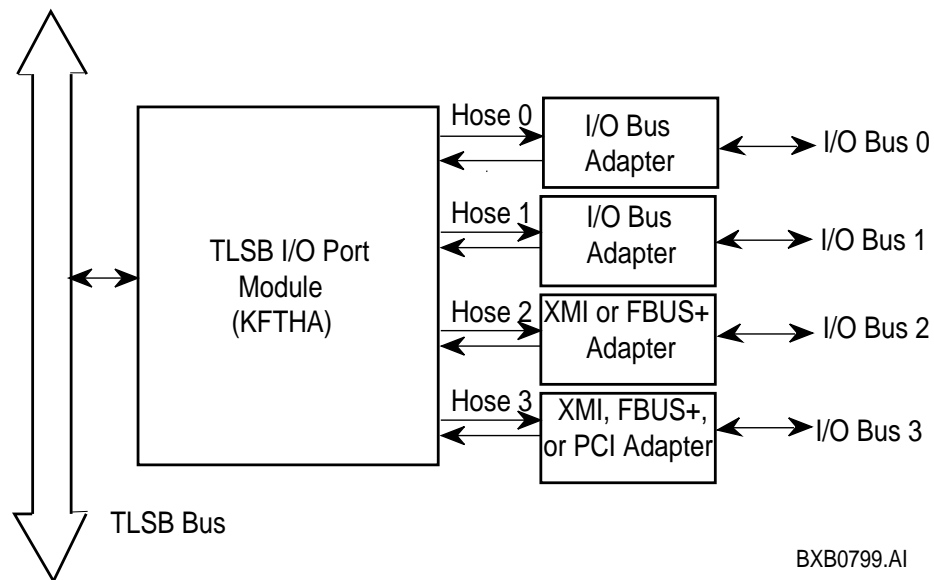 Hose 0
I/O Bus
Adapter
I/O Bus 0
Hose 1
I/O Bus
Adapter
I/O Bus 1
TLSB I/O Port
Module
(KFTHA)
Hose 2
XMI or FBUS+
Adapter
I/O Bus 2
Hose 3
XMI, FBUS+,
or PCI Adapter
I/O Bus 3
TLSB Bus
BXB0799.AI